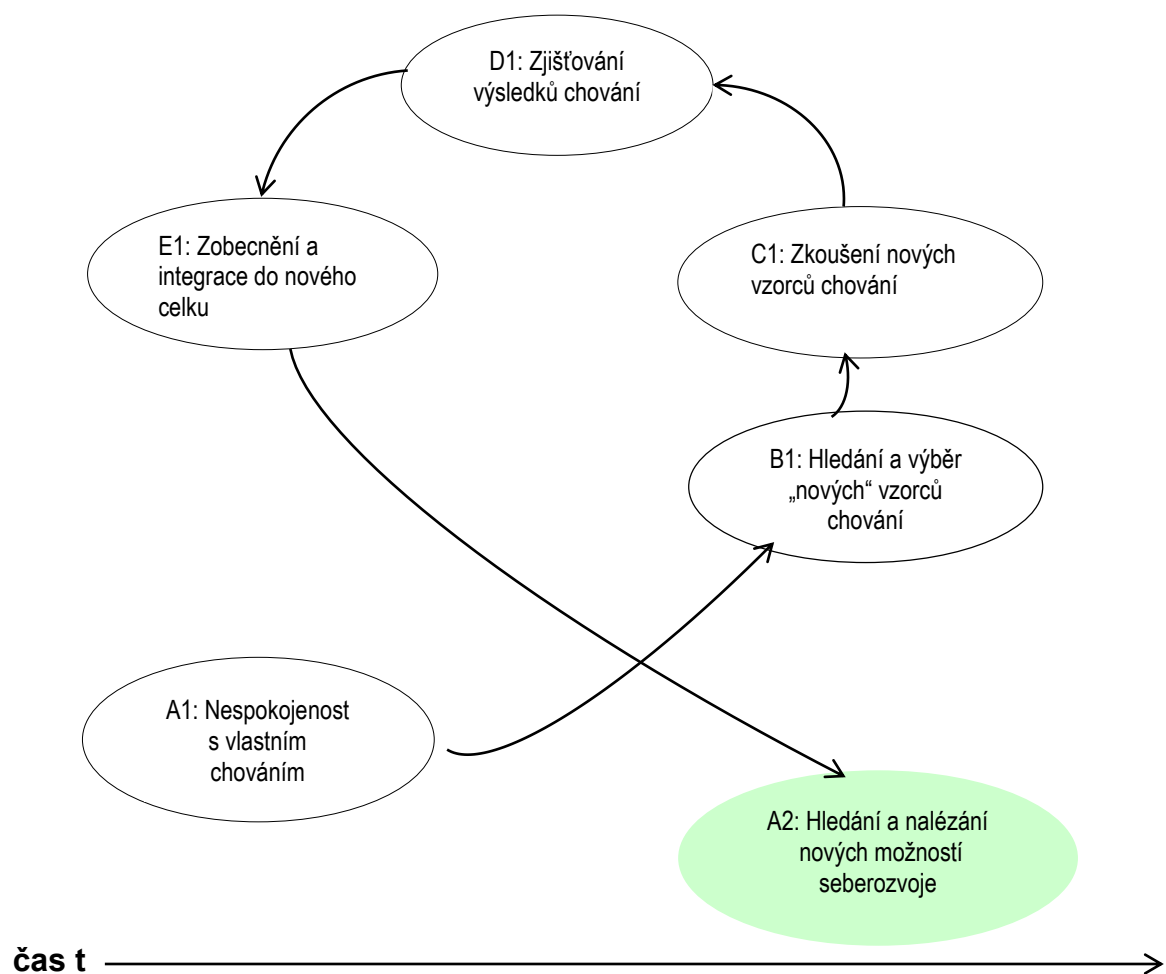 D1: Zjišťování
výsledků chování
E1: Zobecnění a
integrace do nového
celku
C1: Zkoušení nových
vzorců chování
B1: Hledání a výběr
„nových“ vzorců
chování
A1: Nespokojenost
s vlastním
chováním
A2: Hledání a nalézání
nových možností
seberozvoje
čas t